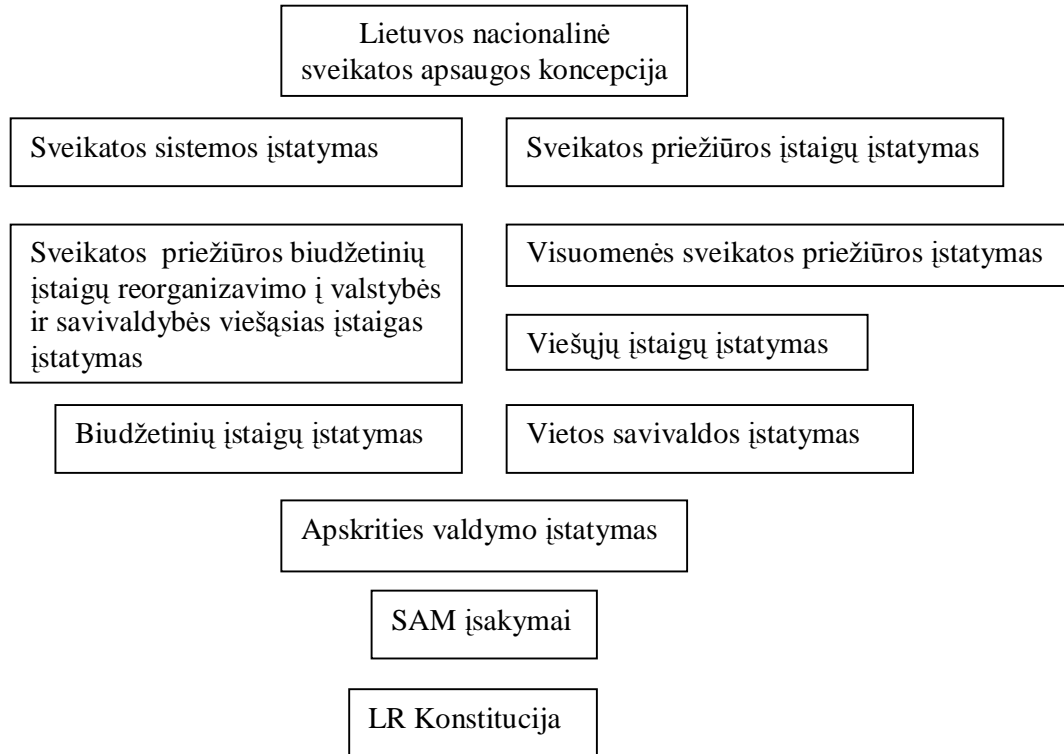 Lietuvos nacionalinė
sveikatos apsaugos koncepcija
Sveikatos sistemos įstatymas
Sveikatos priežiūros įstaigų įstatymas
Sveikatos priežiūros biudžetinių
įstaigų reorganizavimo į valstybės
ir savivaldybės viešąsias įstaigas
įstatymas
Visuomenės sveikatos priežiūros įstatymas
Viešųjų įstaigų įstatymas
Biudžetinių įstaigų įstatymas
Vietos savivaldos įstatymas
Apskrities valdymo įstatymas
SAM įsakymai
LR Konstitucija